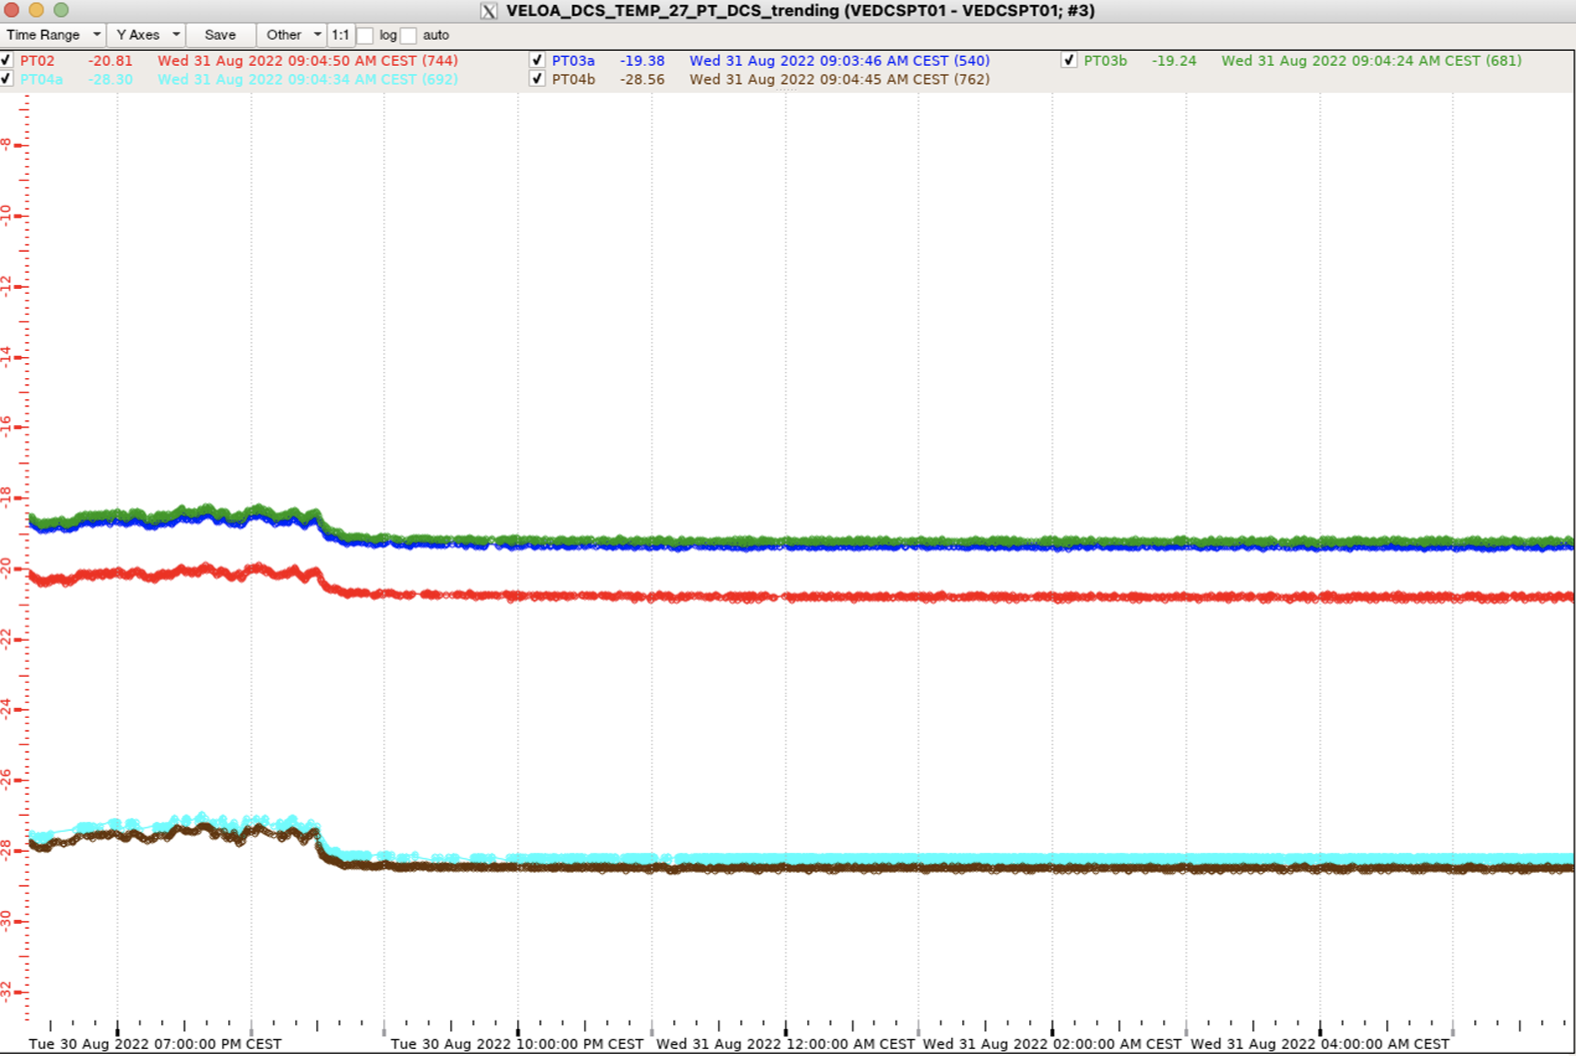 VELOA_DCS_TEMP_27_PT_DCS_trending (VEDCSPT01 - VEDCSPT01; #3)
Time Range Y Axes Save Other 1:1 log auto
PT02 -20.81 Wed 31 Aug 2022 09:04:50 AM CEST (744) PT03a -19.38 Wed 31 Aug 2022 09:03:46 AM CEST (540) PT03b -19.24 Wed 31 Aug 2022 09:04:24 AM CEST (681)
PT04a -28.30 Wed 31 Aug 2022 09:04:34 AM CEST (692) PT04b -28.56 Wed 31 Aug 2022 09:04:45 AM CEST (762)
-8
-10
-12
-14
-16
-18
-20
-22
-24
-26
-28
-30
-32
Tue 30 Aug 2022 07:00:00 PM CEST Tue 30 Aug 2022 10:00:00 PM CEST Wed 31 Aug 2022 12:00:00 AM CEST Wed 31 Aug 2022 02:00:00 AM CEST Wed 31 Aug 2022 04:00:00 AM CEST